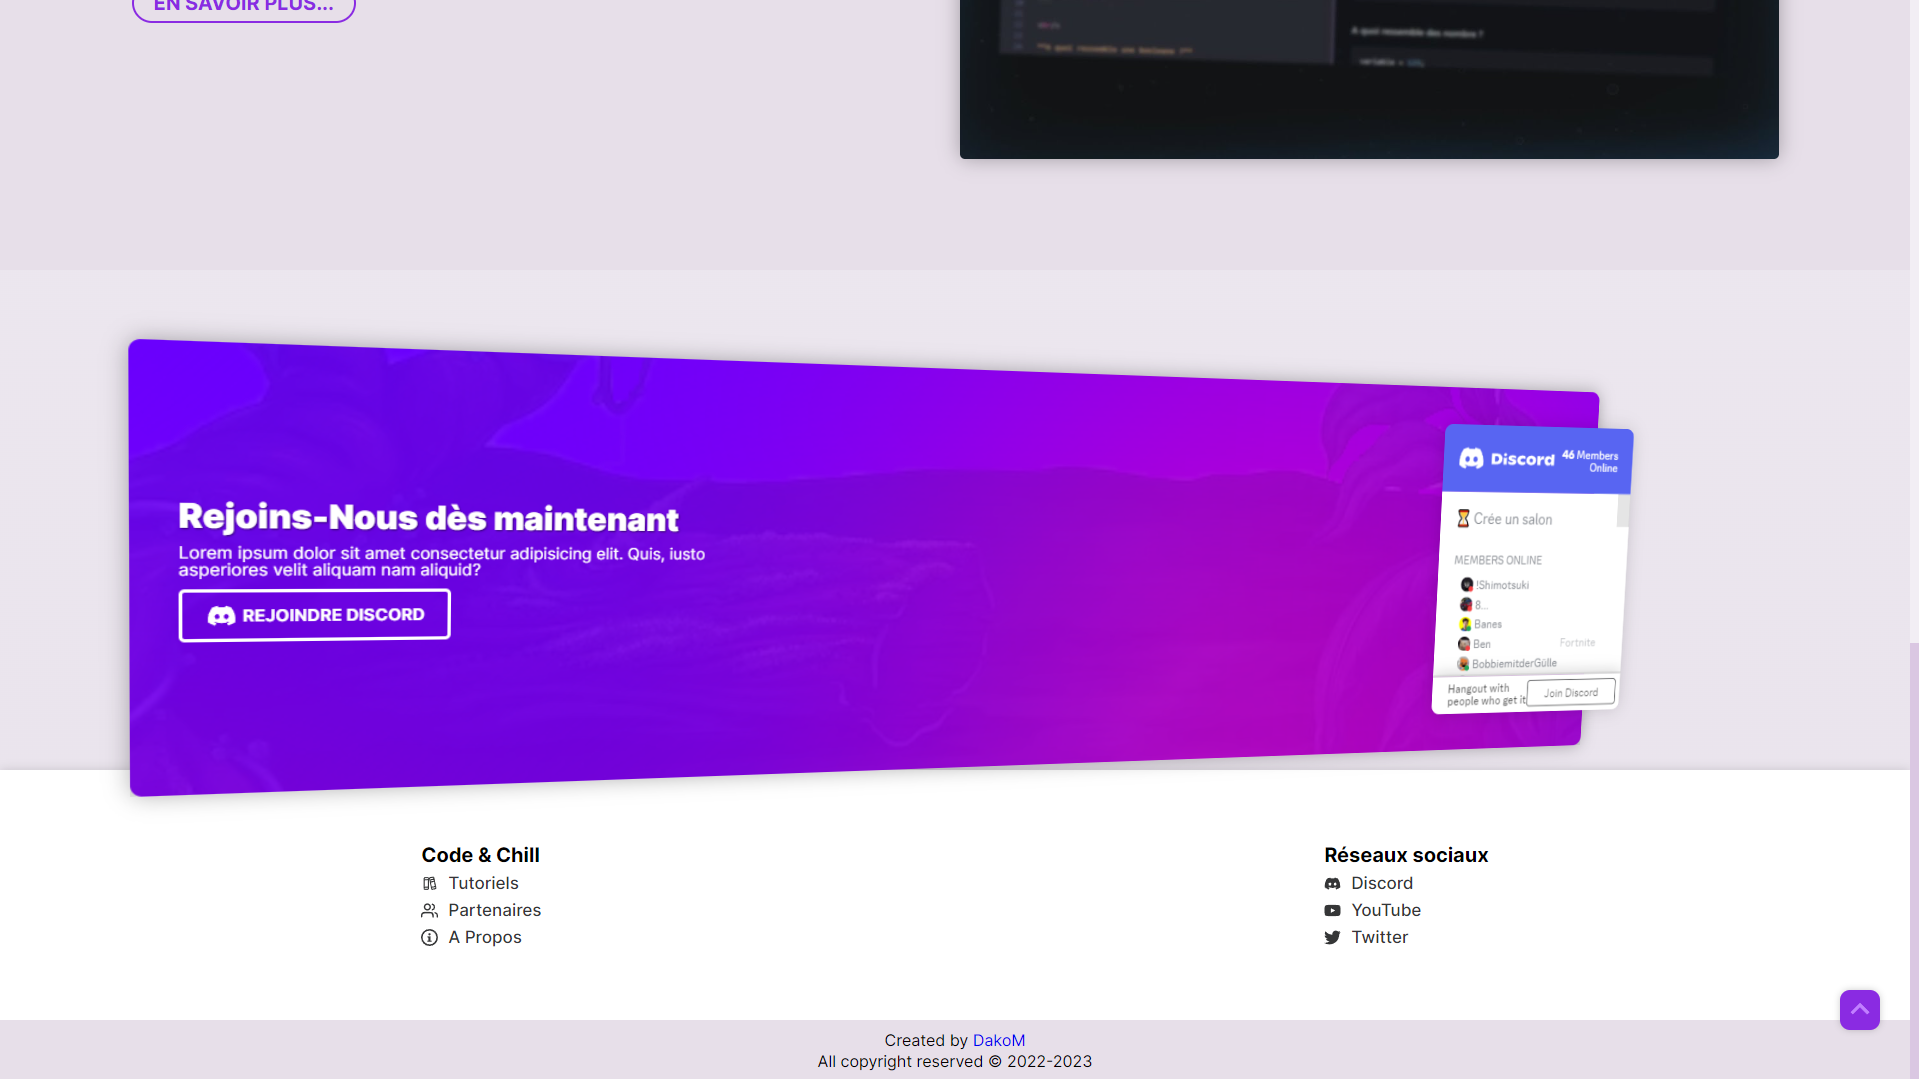 EN SAVOIR PLUS...
A quoi ressemble des nombre ?
Rejoins-Nous dès maintenant
Lorem ipsum dolor sit amet consectetur adipisicing elit. Quis, iusto
asperiores velit aliquam nam aliquid?
REJOINDRE DISCORD
Discord
46 Members
Online
Crée un salon
MEMBERS ONLINE
!Shimotsuki
8...
Banes
Ben
Fortnite
BobbiemitderGülle
Hangout with
people who get it
Join Discord
Code & Chill
Tutoriels
Partenaires
A Propos
Réseaux sociaux
Discord
YouTube
Twitter
Created by DakoM
All copyright reserved © 2022-2023